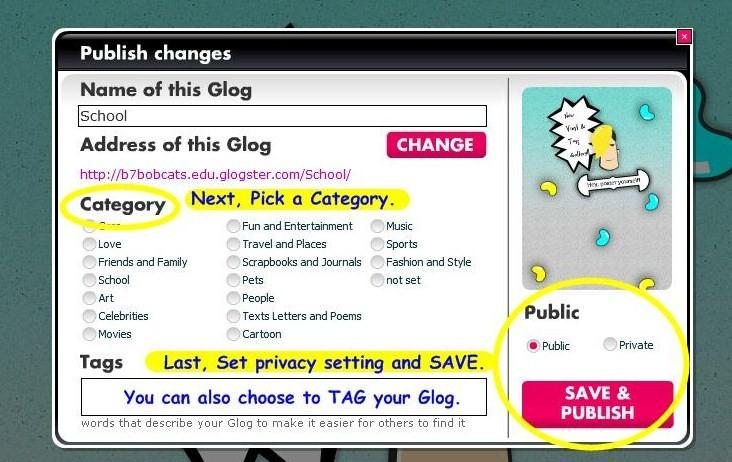 Publish changes
Name of this Glog
School
Address of this Glog
CHANGE
http://b7bobcats.edu.glogster.com/School/
Category
Next, Pick a Category.
Fun and Entertainment
Music
Love
Travel and Places
Sports
Friends and Family
Scrapbooks and Journals
Fashion and Style
School
Pets
not set
Art
People
Celebrities
Texts Letters and Poems
Movies
Cartoon
Tags
Last, Set privacy setting and SAVE.
You can also choose to TAG your Glog.
words that describe your Glog to make it easier for others to find it
Public
Public
Private
SAVE &
PUBLISH